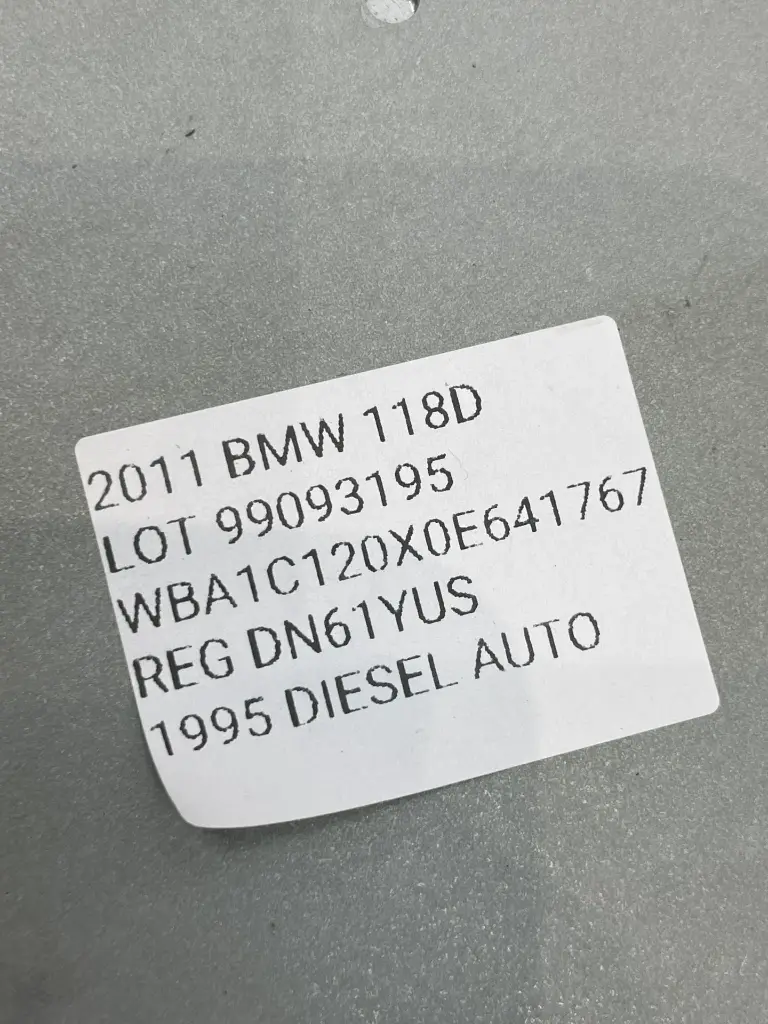 2011 BMW 118D
LOT 99093195
WBA1C120X0E641767
REG DN61YUS
1995 DIESEL AUTO